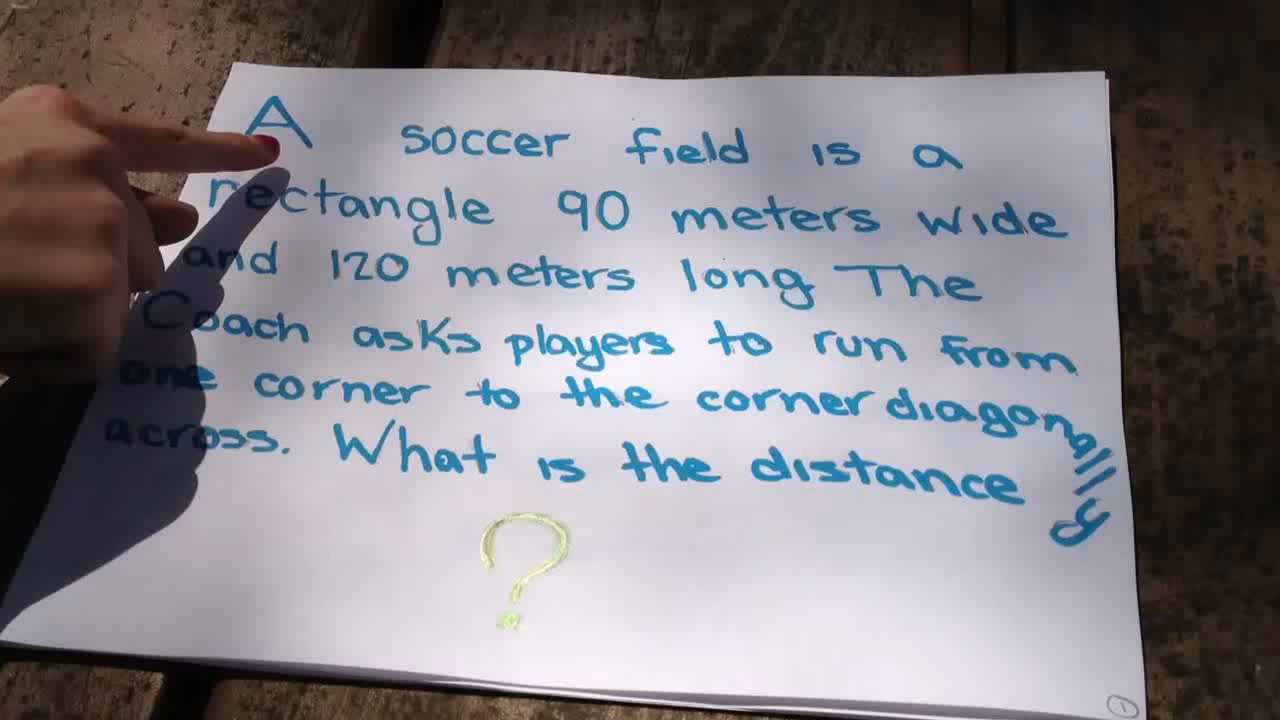 A soccer field is a
rectangle 90 meters wide
and 120 meters long The
Coach asks players to run from
one corner to the corner diagonally
across. What is the distance
?
1